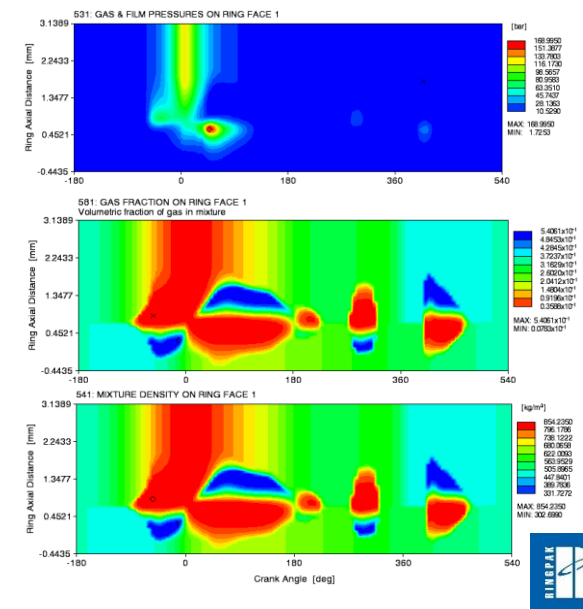 531: GAS & FILM PRESSURES ON RING FACE 1
3.1389
2.2433
1.3477
0.4521
-0.4435
Ring Axial Distance [mm]
-180
0
180
360
540
[bar]
168.9950
151.3877
133.7803
116.1730
98.5657
80.9583
63.3510
45.7437
28.1363
10.5290
MAX: 168.9950
MIN: 1.7253
581: GAS FRACTION ON RING FACE 1
Volumetric fraction of gas in mixture
3.1389
2.2433
1.3477
0.4521
-0.4435
Ring Axial Distance [mm]
-180
0
180
360
540
5.4061x10-1
4.8453x10-1
4.2845x10-1
3.7237x10-1
3.1629x10-1
2.6020x10-1
2.0412x10-1
1.4804x10-1
0.9196x10-1
0.3588x10-1
MAX: 5.4061x10-1
MIN: 0.0783x10-1
541: MIXTURE DENSITY ON RING FACE 1
3.1389
2.2433
1.3477
0.4521
-0.4435
Ring Axial Distance [mm]
-180
0
180
360
540
Crank Angle [deg]
[kg/m³]
854.2350
796.1786
738.1222
680.0658
622.0093
563.9529
505.8965
447.8401
389.7836
331.7272
MAX: 854.2350
MIN: 302.6990
RINGPAK